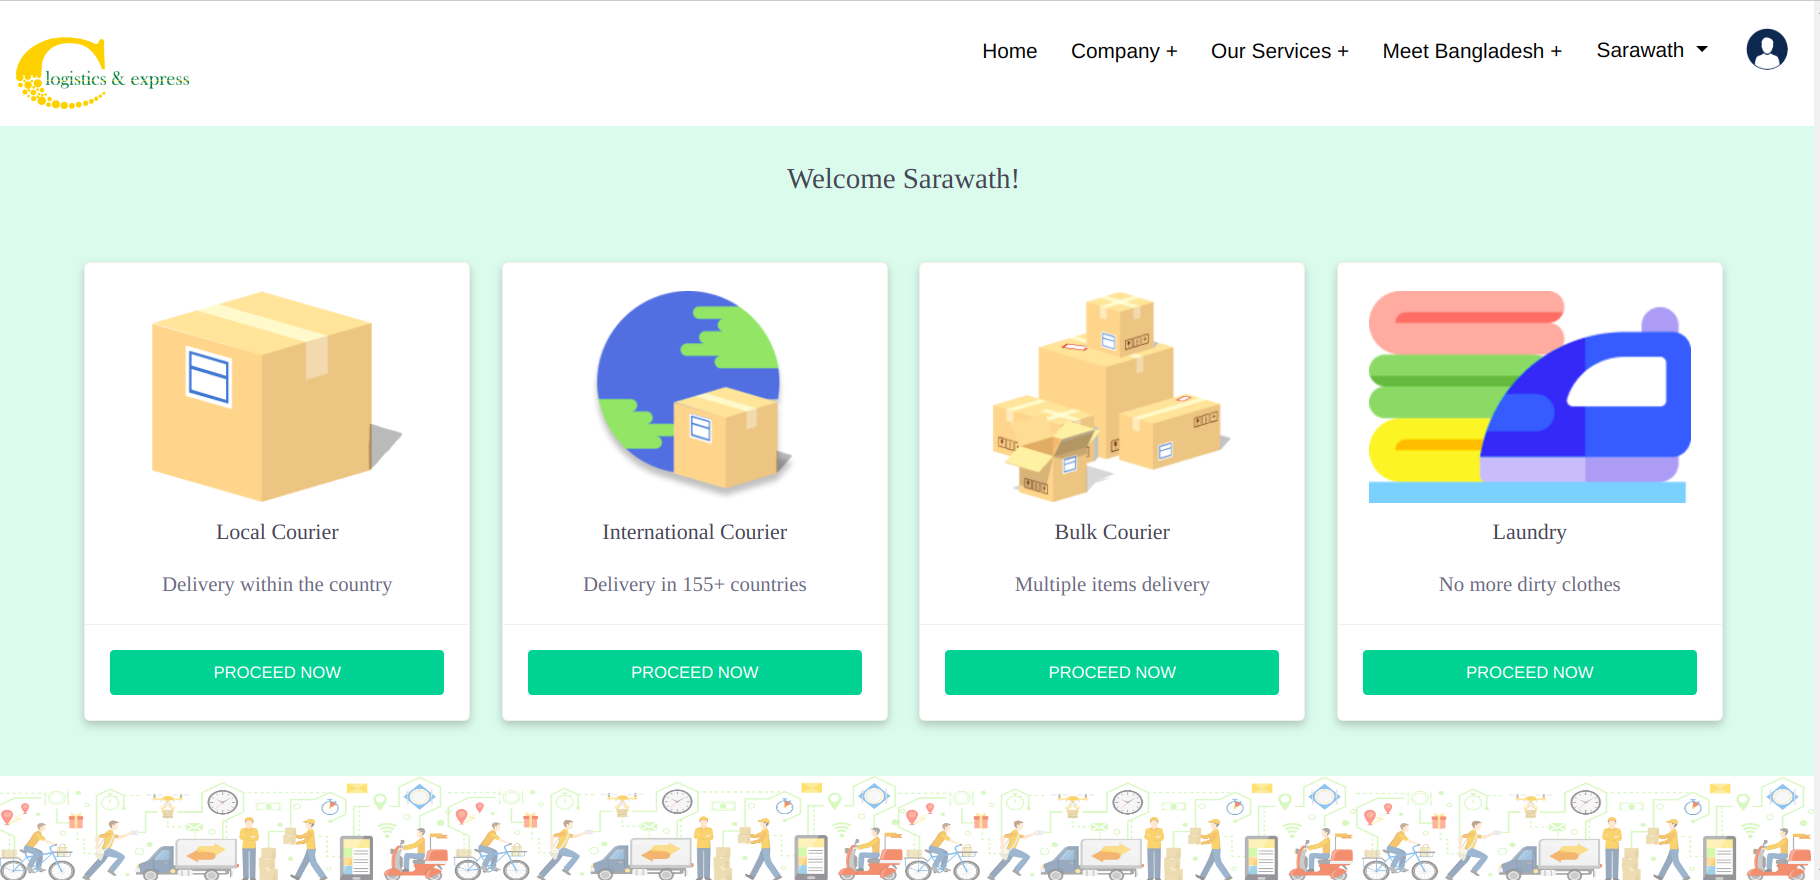 logistics & express
Home Company + Our Services + Meet Bangladesh + Sarawath
Welcome Sarawath!
Local Courier
Delivery within the country
PROCEED NOW
International Courier
Delivery in 155+ countries
PROCEED NOW
Bulk Courier
Multiple items delivery
PROCEED NOW
Laundry
No more dirty clothes
PROCEED NOW